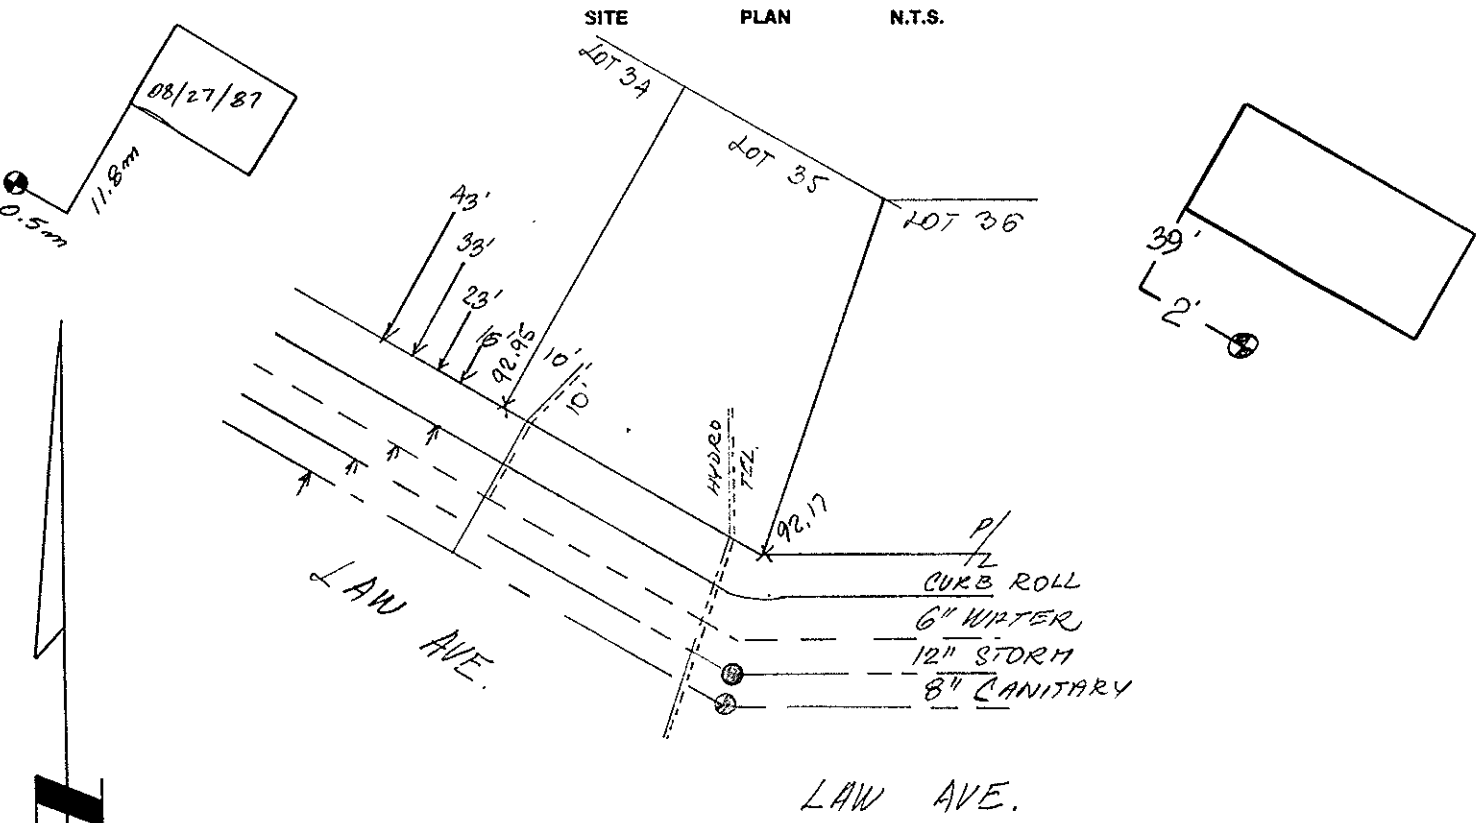 SITE PLAN N.T.S.
LOT 34
08/27/87
LOT 35
11.8m
0.5m
43'
LOT 36
33'
39'
23'
2'
15'
92.95
10'
10'
HYDRO
TEL.
92.17
P/L
CURB ROLL
6" WATER
12" STORM
8" CANITARY
LAW AVE.
LAW AVE.